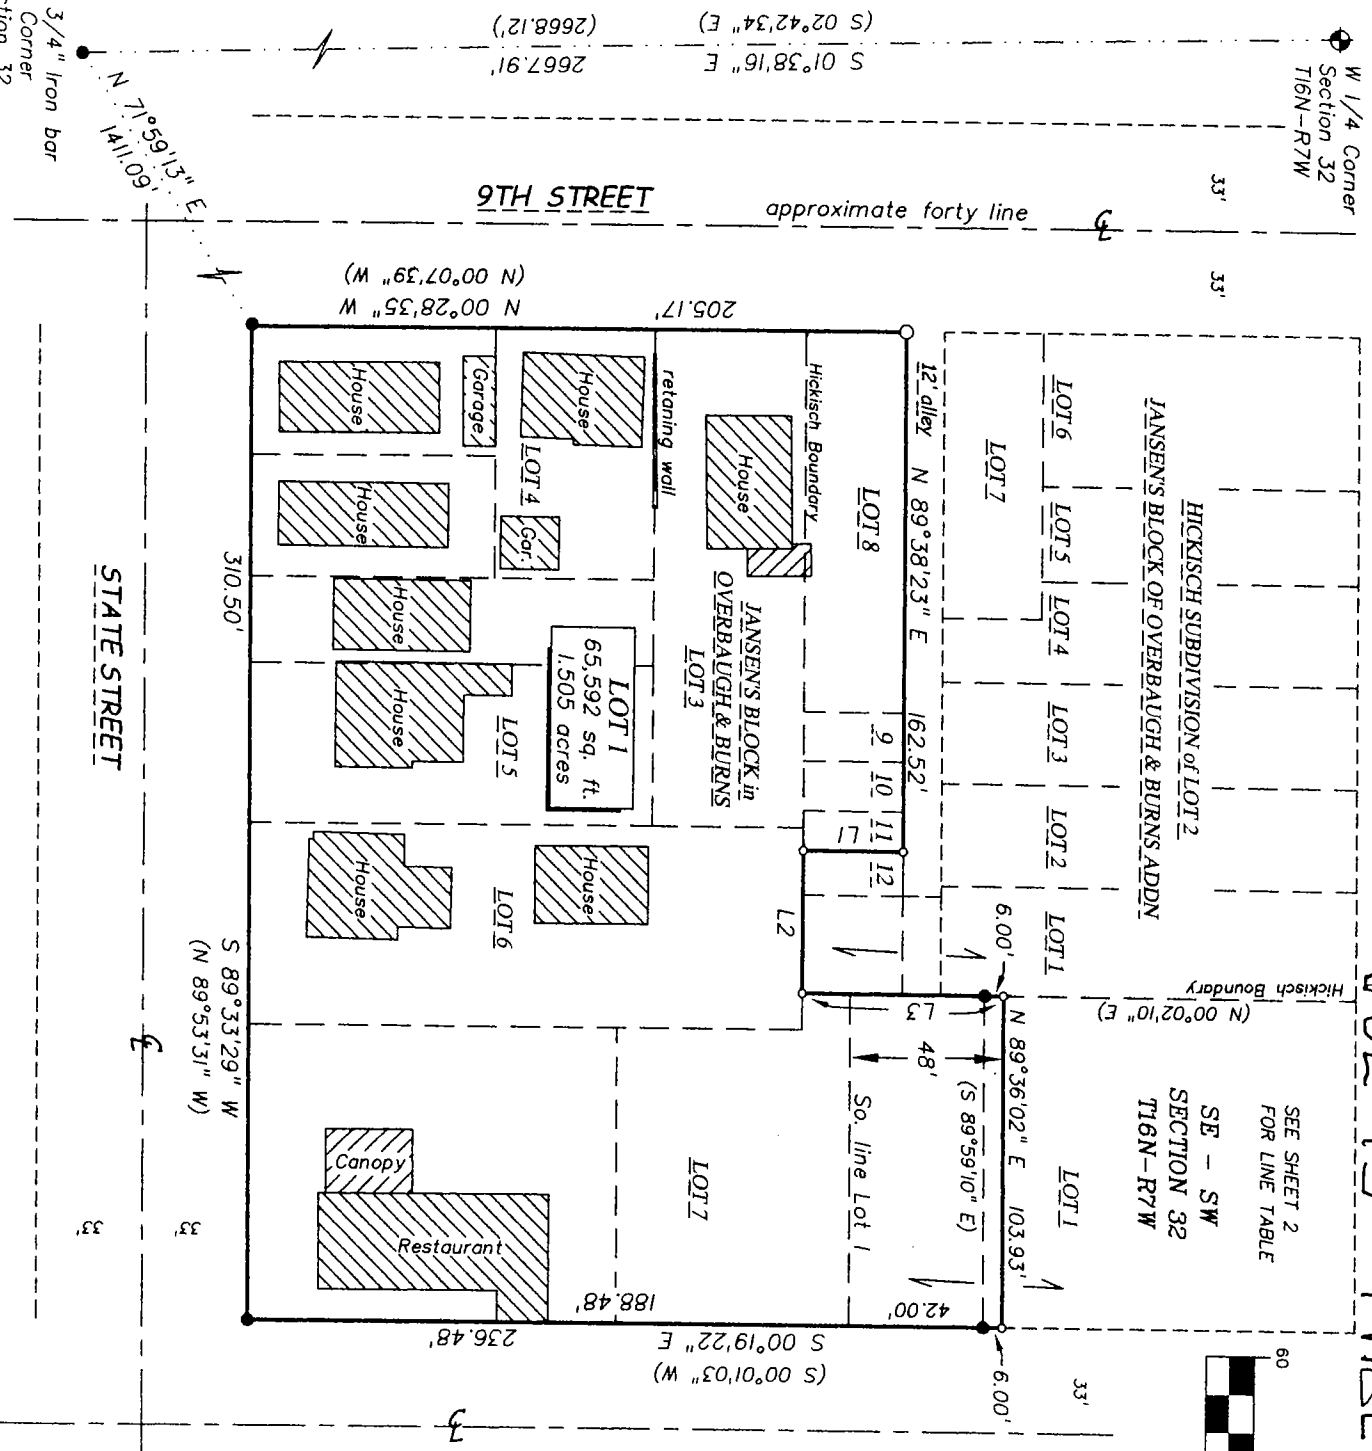 W 1/4 Corner
Section 32
T16N-R7W
(S 02°42'34" E)
(2668.12')
S 01°38'16" E
2667.91'
3/4" Iron bar
Corner
N 71°59'13" E
1411.09'
33'
33'
9TH STREET
approximate forty line
(N 00°07'39" W)
N 00°28'35" W
205.17'
HICKISCH SUBDIVISION of LOT 2
JANSEN'S BLOCK OF OVERBAUGH & BURNS ADDN
LOT 6
LOT 5
LOT 4
LOT 3
LOT 2
LOT 1
LOT 7
12' alley
N 89°38'23" E
162.52'
LOT 8
9
10
11
12
L1
L2
L3
6.00'
Hickisch Boundary
Hickisch Boundary
(N 00°02'10" E)
SEE SHEET 2
FOR LINE TABLE
SE - SW
SECTION 32
T16N-R7W
LOT 1
N 89°36'02" E
103.93'
(S 89°59'10" E)
48'
So. line Lot 1
42.00'
6.00'
33'
60
House
retaning wall
JANSEN'S BLOCK in
OVERBAUGH & BURNS
LOT 3
House
LOT 4
Gar.
Garage
House
House
House
House
LOT 5
LOT 1
65,592 sq. ft.
1.505 acres
House
House
LOT 6
LOT 7
Canopy
Restaurant
188.48'
236.48'
S 00°19'22" E
(S 00°01'03" W)
310.50'
S 89°33'29" W
(N 89°53'31" W)
STATE STREET
33'
33'